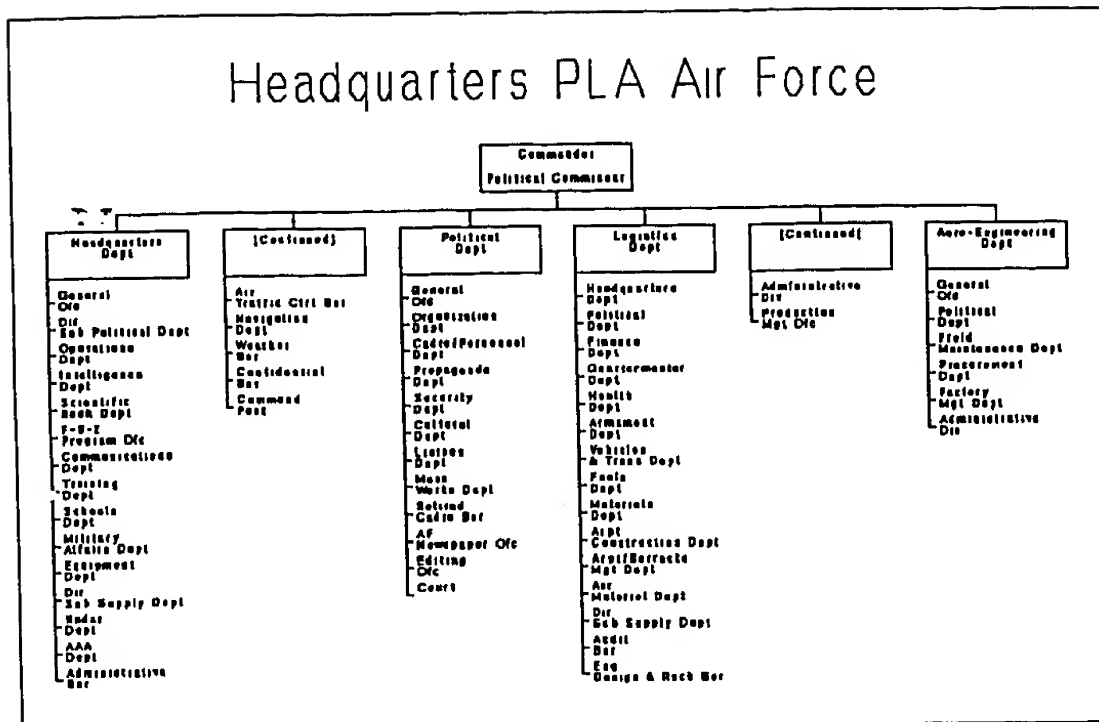 Headquarters PLA Air Force
Commander
Political Commissar
Headquarters
Dept
General
Ofc
Dir
Sub Political Dept
Operations
Dept
Intelligence
Dept
Scientific
Rsch Dept
Program Ofc
Communications
Dept
Training
Dept
Schools
Dept
Military
Affairs Dept
Equipment
Dept
Dir
Sub Supply Dept
Radar
Dept
AAA
Dept
Administrative
Bur
[Continued]
Air
Traffic Ctrl Bur
Navigation
Dept
Weather
Bur
Confidential
Bur
Command
Post
Political
Dept
General
Ofc
Organization
Dept
Cadre/Personnel
Dept
Propaganda
Dept
Security
Dept
Cultural
Dept
Liaison
Dept
Mass
Works Dept
Retired
Cadre Bur
AF
Newspaper Ofc
Editing
Ofc
Court
Logistics
Dept
Headquarters
Dept
Political
Dept
Finance
Dept
Quartermaster
Dept
Health
Dept
Armament
Dept
Vehicles
& Trans Dept
Fuels
Dept
Materials
Dept
Arpt
Construction Dept
Arpt/Barracks
Mgt Dept
Air
Materiel Dept
Dir
Sub Supply Dept
Audit
Bur
Eng
Design & Rsch Bur
[Continued]
Administrative
Div
Production
Mgt Ofc
Aero-Engineering
Dept
General
Ofc
Political
Dept
Field
Maintenance Dept
Procurement
Dept
Factory
Mgt Dept
Administrative
Div